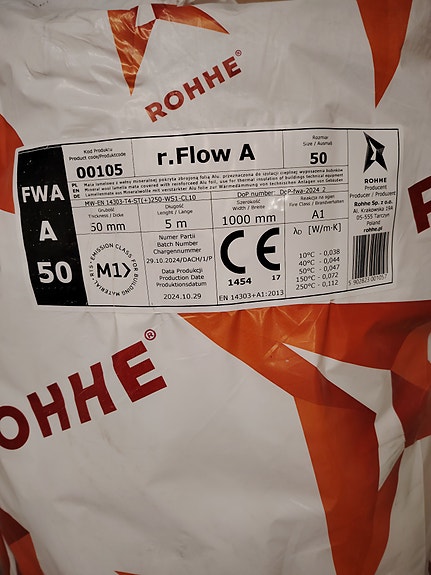 ROHHE®
Kod Produktu
Product code/Produktcode
00105
r.Flow A
Rozmiar
Size / Ausmaß
50
ROHHE
FWA
A
50
PL
EN
DE
Mata lamelowa z wełny mineralnej pokryta zbrojoną folią Alu, przeznaczona do izolacji cieplnej wyposażenia budynków
Mineral wool lamella mata covered with reinforced Alu foil, use for thermal insulation of buildings technical equipment
Lamellenmatte aus Mineralwolle mit verstärkter Alu folie zur Wärmedämmung von technischen Anlagen von Gebäuden
MW-EN 14303-T4-ST(+)250-WS1-CL10
DoP number: DcP-fwa-2024_2
Producent
Producer / Produzent
Rohhe Sp. z o.o.
Al. Krakowska
05-555 Tarczyn
Poland
rohhe.pl
Grubość
Thickness / Dicke
50 mm
Długość
Lenght / Länge
5 m
Szerokość
Width / Breite
1000 mm
Reakcja na ogień
Fire Class / Brandverhalten
A1
M1
RTS EMISSION CLASS FOR BUILDING MATERIAL
Numer Partii
Batch Number
Chargennummer
29.10.2024/DACH/1/P
Data Produkcji
Production Date
Produktionsdatum
2024.10.29
CE
1454 17
EN 14303+A1:2013
λD [W/m·K]
10°C - 0,038
40°C - 0,044
50°C - 0,047
150°C - 0,072
250°C - 0,112
5 902823 001057
ROHHE®